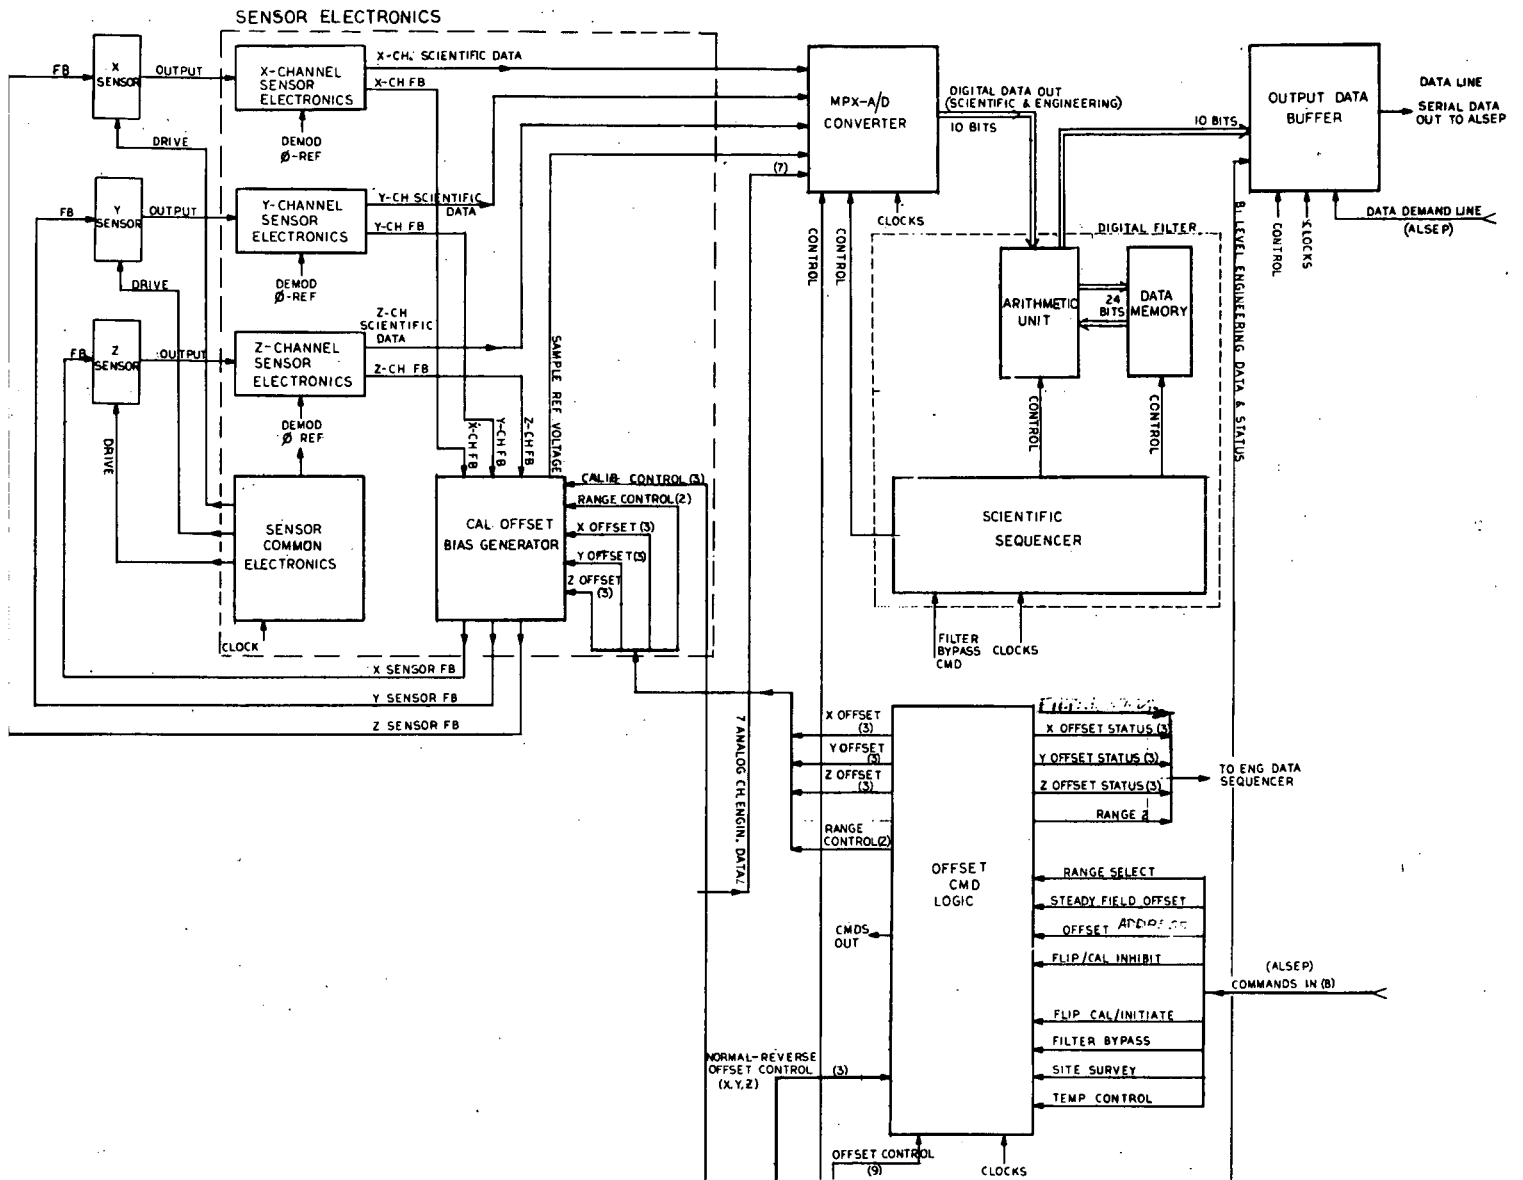 SENSOR ELECTRONICS
FB
X
SENSOR
OUTPUT
X-CHANNEL
SENSOR
ELECTRONICS
X-CH. SCIENTIFIC DATA
X-CH FB
DEMOD
Ø-REF
DRIVE
FB
Y
SENSOR
OUTPUT
Y-CHANNEL
SENSOR
ELECTRONICS
Y-CH SCIENTIFIC
DATA
Y-CH FB
DEMOD
Ø-REF
DRIVE
FB
Z
SENSOR
OUTPUT
Z-CHANNEL
SENSOR
ELECTRONICS
Z-CH
SCIENTIFIC
DATA
Z-CH FB
DEMOD
Ø REF
DRIVE
SENSOR
COMMON
ELECTRONICS
CLOCK
X-CH FB
Y-CH FB
Z-CH FB
SAMPLE REF VOLTAGE
CAL OFFSET
BIAS GENERATOR
CALIB CONTROL (3)
RANGE CONTROL (2)
X OFFSET (3)
Y OFFSET (3)
Z OFFSET
(3)
X SENSOR FB
Y SENSOR FB
Z SENSOR FB
(7)
7 ANALOG CH. ENGIN. DATA
MPX-A/D
CONVERTER
CONTROL
CONTROL
CLOCKS
DIGITAL DATA OUT
(SCIENTIFIC & ENGINEERING)
10 BITS
10 BITS
OUTPUT DATA
BUFFER
DATA LINE
SERIAL DATA
OUT TO ALSEP
CONTROL
CLOCKS
DATA DEMAND LINE
(ALSEP)
BI LEVEL ENGINEERING DATA & STATUS
DIGITAL FILTER
ARITHMETIC
UNIT
24
BITS
DATA
MEMORY
CONTROL
CONTROL
SCIENTIFIC
SEQUENCER
FILTER
BYPASS
CMD
CLOCKS
X OFFSET
(3)
Y OFFSET
(3)
Z OFFSET
(3)
RANGE
CONTROL(2)
OFFSET
CMD
LOGIC
CMDS
OUT
X OFFSET STATUS (3)
Y OFFSET STATUS (3)
Z OFFSET STATUS (3)
RANGE 2
TO ENG DATA
SEQUENCER
RANGE SELECT
STEADY FIELD OFFSET
OFFSET ADDRESS
FLIP/CAL INHIBIT
FLIP CAL/INITIATE
FILTER BYPASS
SITE SURVEY
TEMP CONTROL
(ALSEP)
COMMANDS IN (8)
NORMAL-REVERSE
OFFSET CONTROL
(X,Y,Z)
(3)
OFFSET CONTROL
(9)
CLOCKS